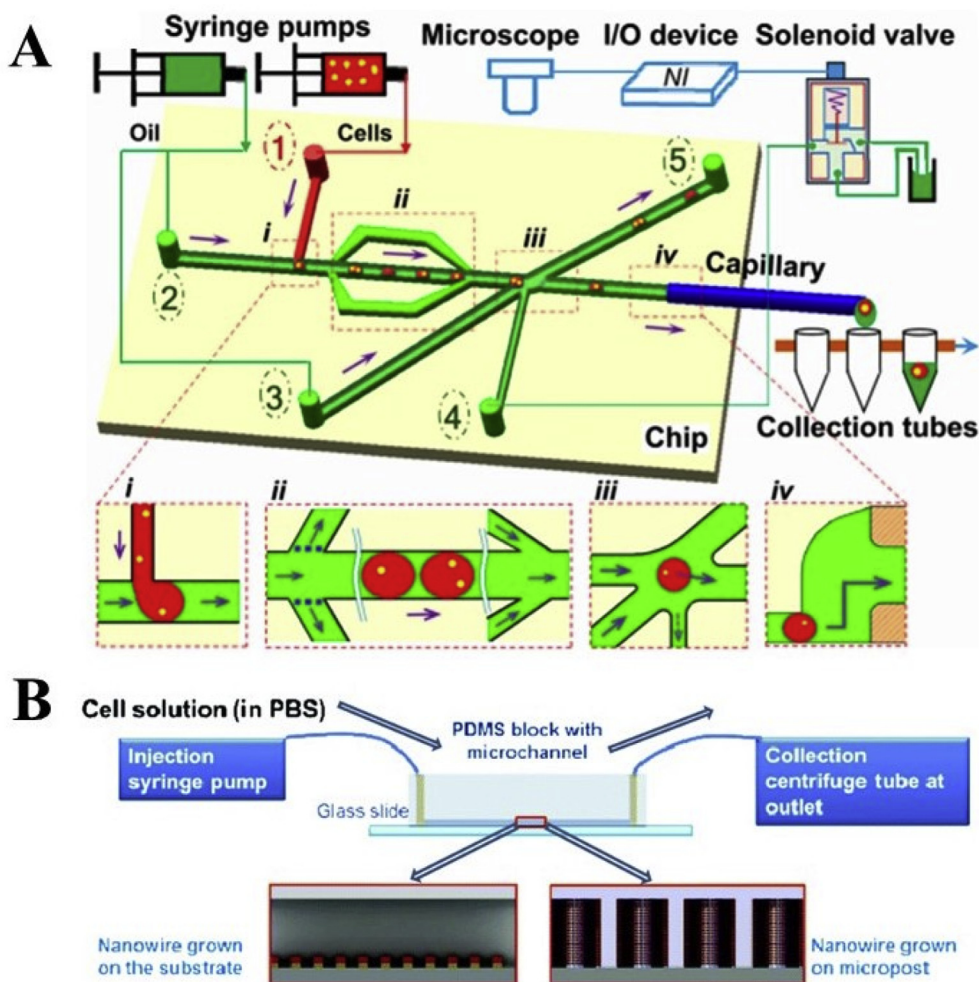 A
Syringe pumps
Microscope
I/O device
Solenoid valve
NI
Oil
Cells
1
5
ii
i
iii
iv
Capillary
2
3
4
Chip
Collection tubes
i
ii
iii
iv
B
Cell solution (in PBS)
PDMS block with
microchannel
Injection
syringe pump
Collection
centrifuge tube at
outlet
Glass slide
Nanowire grown
on the substrate
Nanowire grown
on micropost